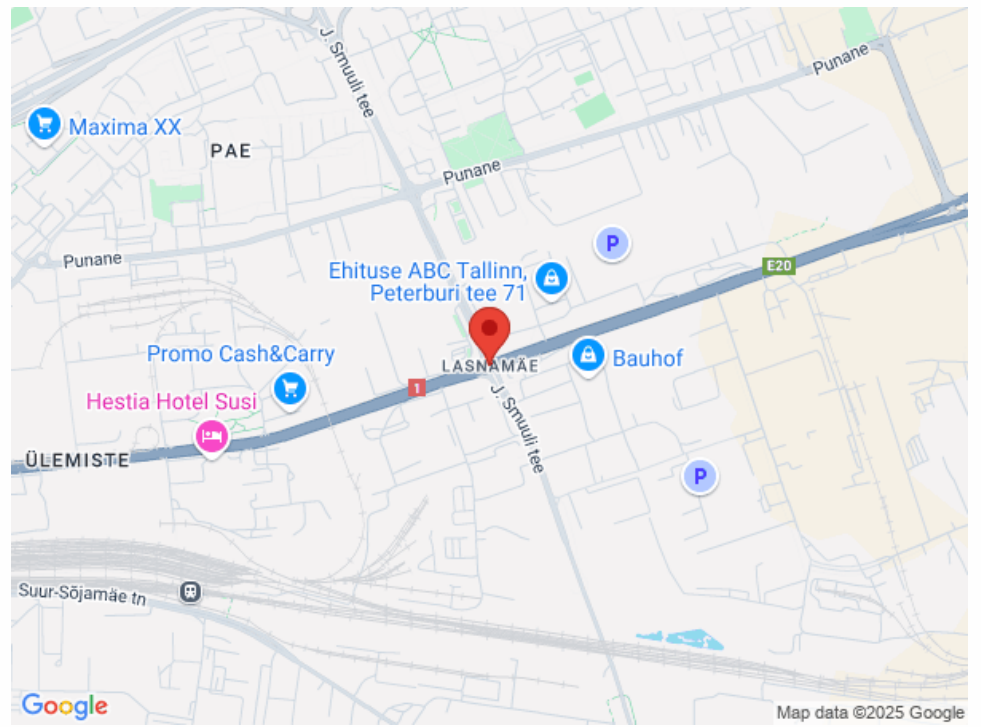 J. Smuuli tee
Punane
Maxima XX
PAE
Punane
Punane
Ehituse ABC Tallinn,
Peterburi tee 71
P
E20
Promo Cash&Carry
LASNAMÄE
Bauhof
1
Hestia Hotel Susi
J. Smuuli tee
ÜLEMISTE
P
Suur-Sõjamäe tn
Google
Map data ©2025 Google